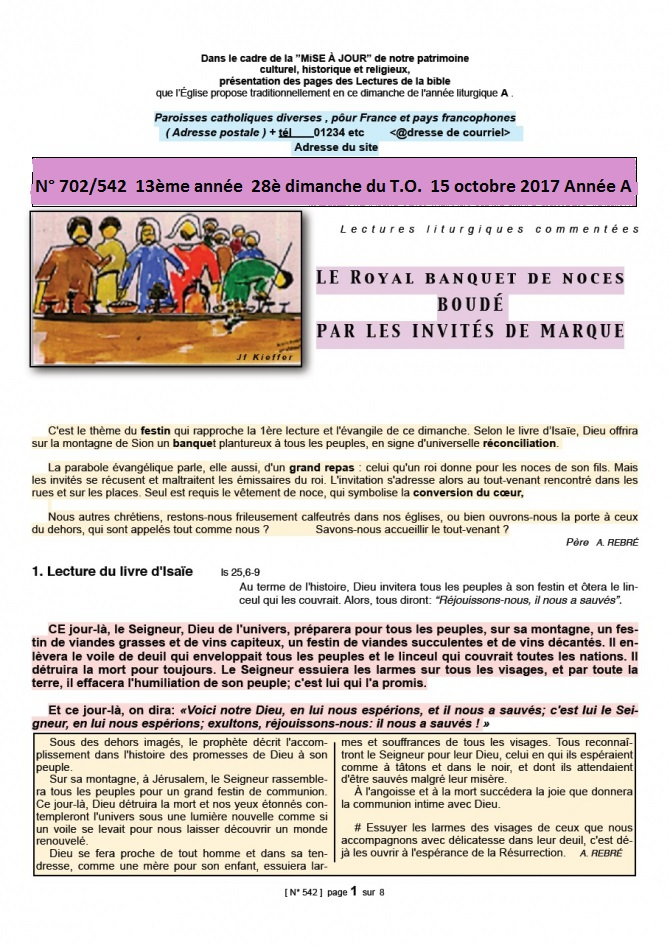 Dans le cadre de la "MiSE À JOUR" de notre patrimoine
culturel, historique et religieux,
présentation des pages des Lectures de la bible
que l'Église propose traditionnellement en ce dimanche de l'année liturgique A .
Paroisses catholiques diverses , pôur France et pays francophones
( Adresse postale ) + tél___01234 etc <@dresse de courriel>
Adresse du site
N° 702/542 13ème année 28è dimanche du T.O. 15 octobre 2017 Année A
Lectures liturgiques commentées
Jf Kieffer
LE ROYAL BANQUET DE NOCES
BOUDÉ
PAR LES INVITÉS DE MARQUE
C'est le thème du festin qui rapproche la 1ère lecture et l'évangile de ce dimanche. Selon le livre d'Isaïe, Dieu offrira
sur la montagne de Sion un banquet plantureux à tous les peuples, en signe d'universelle réconciliation.
La parabole évangélique parle, elle aussi, d'un grand repas : celui qu'un roi donne pour les noces de son fils. Mais
les invités se récusent et maltraitent les émissaires du roi. L'invitation s'adresse alors au tout-venant rencontré dans les
rues et sur les places. Seul est requis le vêtement de noce, qui symbolise la conversion du cœur,
Nous autres chrétiens, restons-nous frileusement calfeutrés dans nos églises, ou bien ouvrons-nous la porte à ceux
du dehors, qui sont appelés tout comme nous ? Savons-nous accueillir le tout-venant ?
Père A. REBRÉ
1. Lecture du livre d'Isaïe Is 25,6-9
Au terme de l'histoire, Dieu invitera tous les peuples à son festin et ôtera le lin-
ceul qui les couvrait. Alors, tous diront: "Réjouissons-nous, il nous a sauvés".
CE jour-là, le Seigneur, Dieu de l'univers, préparera pour tous les peuples, sur sa montagne, un fes-
tin de viandes grasses et de vins capiteux, un festin de viandes succulentes et de vins décantés. Il en-
lèvera le voile de deuil qui enveloppait tous les peuples et le linceul qui couvrait toutes les nations. Il
détruira la mort pour toujours. Le Seigneur essuiera les larmes sur tous les visages, et par toute la
terre, il effacera l'humiliation de son peuple; c'est lui qui l'a promis.
Et ce jour-là, on dira: «Voici notre Dieu, en lui nous espérions, et il nous a sauvés; c'est lui le Sei-
gneur, en lui nous espérions; exultons, réjouissons-nous: il nous a sauvés ! »
Sous des dehors imagés, le prophète décrit l'accom-
plissement dans l'histoire des promesses de Dieu à son
peuple.
Sur sa montagne, à Jérusalem, le Seigneur rassemble-
ra tous les peuples pour un grand festin de communion.
Ce jour-là, Dieu détruira la mort et nos yeux étonnés con-
templeront l'univers sous une lumière nouvelle comme si
un voile se levait pour nous laisser découvrir un monde
renouvelé.
Dieu se fera proche de tout homme et dans sa ten-
dresse, comme une mère pour son enfant, essuiera lar-
mes et souffrances de tous les visages. Tous reconnaî-
tront le Seigneur pour leur Dieu, celui en qui ils espéraient
comme à tâtons et dans le noir, et dont ils attendaient
d'être sauvés malgré leur misère.
À l'angoisse et à la mort succédera la joie que donnera
la communion intime avec Dieu.
# Essuyer les larmes des visages de ceux que nous
accompagnons avec délicatesse dans leur deuil, c'est dé-
jà les ouvrir à l'espérance de la Résurrection. A. REBRÉ
[ N° 542 ] page 1 sur 8